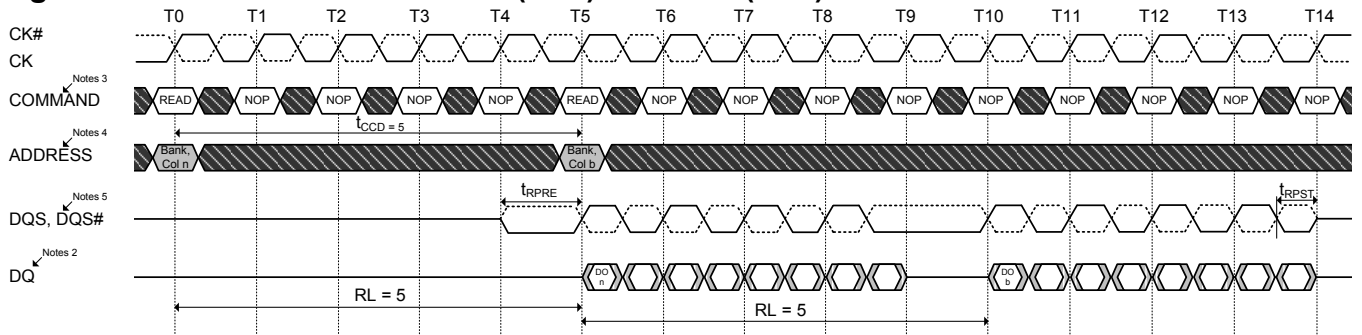 T0 T1 T2 T3 T4 T5 T6 T7 T8 T9 T10 T11 T12 T13 T14
CK#
CK
Notes 3
COMMAND READ NOP NOP NOP NOP READ NOP NOP NOP NOP NOP NOP NOP NOP NOP
tCCD = 5
Notes 4
ADDRESS
Bank, Bank,
Col n Col b
tRPRE tRPST
Notes 5
DQS, DQS#
Notes 2
DQ
DO DO
n b
RL = 5
RL = 5